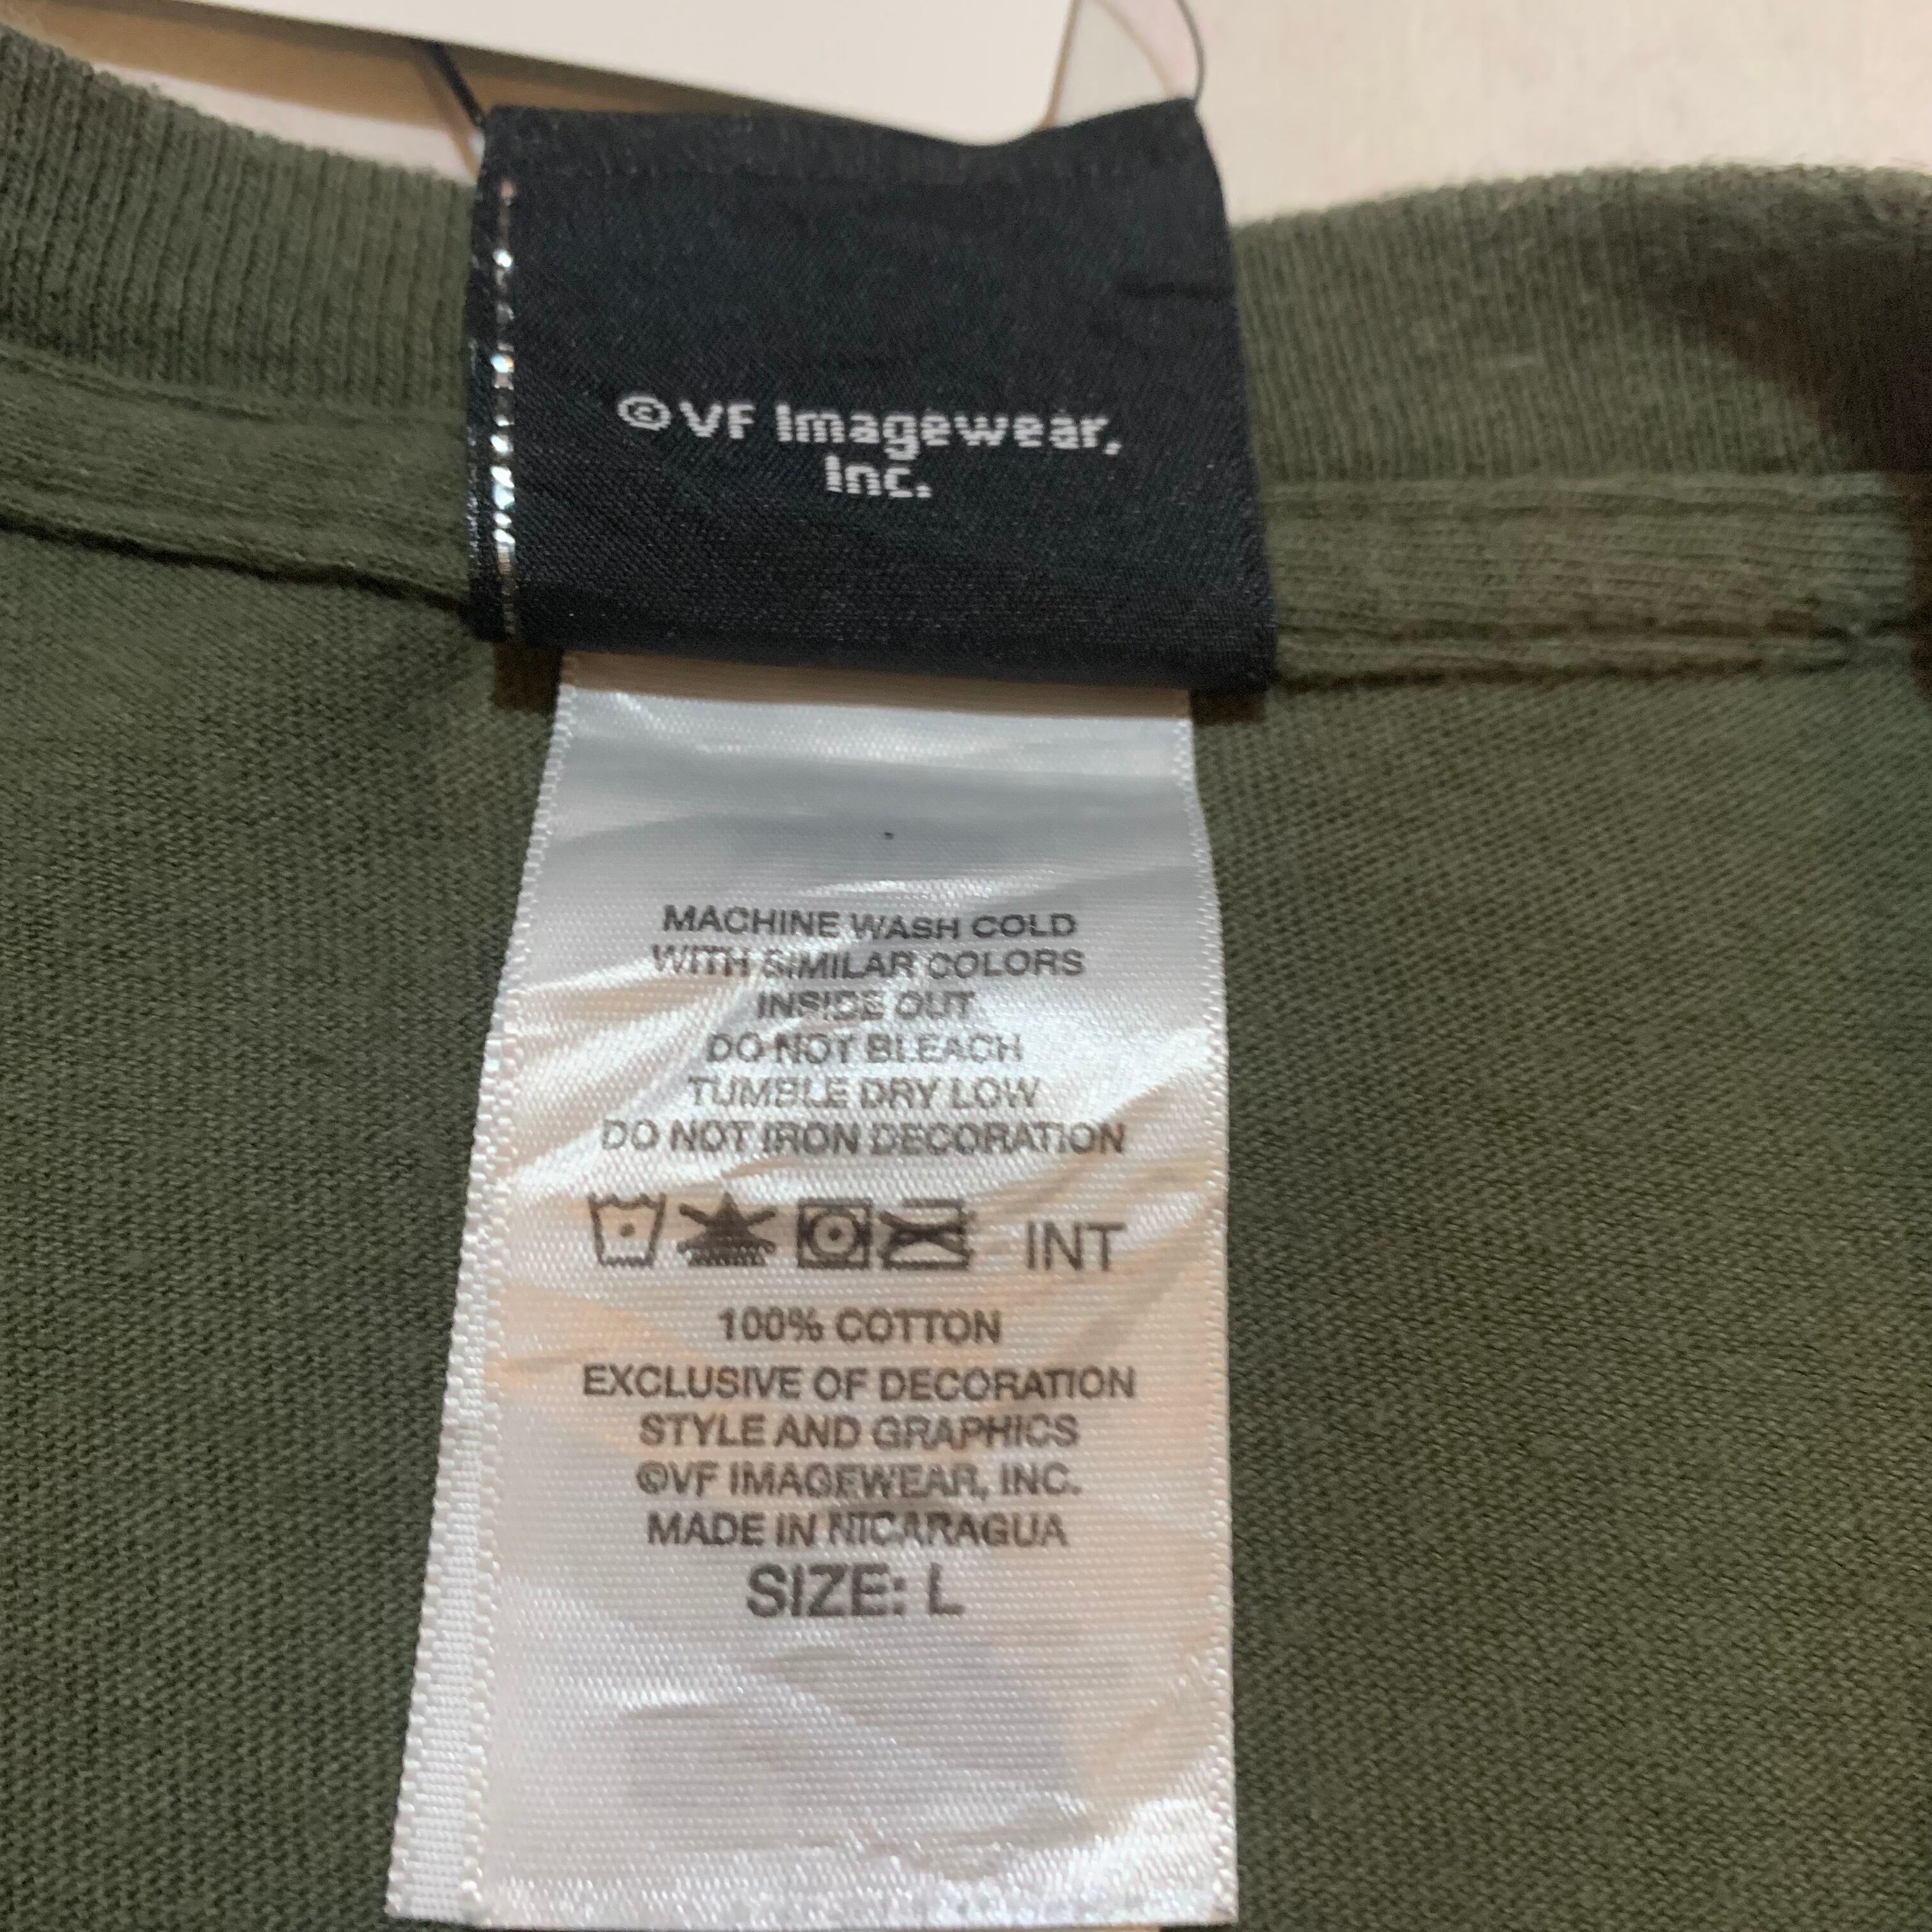 ©VF Imagewear,
Inc.
MACHINE WASH COLD
WITH SIMILAR COLORS
INSIDE OUT
DO NOT BLEACH
TUMBLE DRY LOW
DO NOT IRON DECORATION
INT
100% COTTON
EXCLUSIVE OF DECORATION
STYLE AND GRAPHICS
©VF IMAGEWEAR, INC.
MADE IN NICARAGUA
SIZE: L